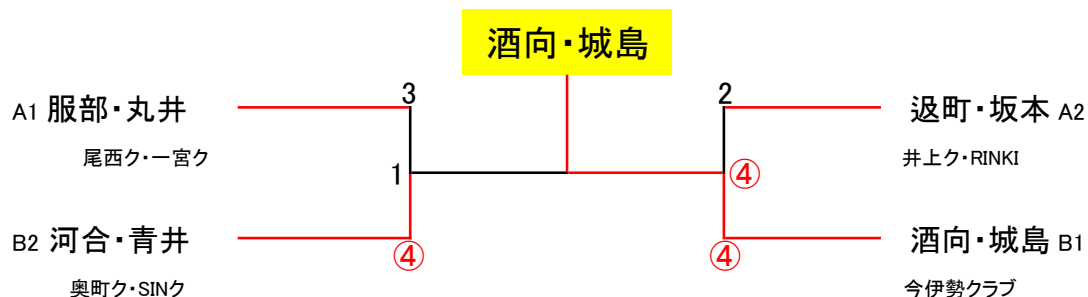 酒向・城島
3
2
A1 服部・丸井
返町・坂本 A2
尾西ク・一宮ク
井上ク・RINKI
1
④
B2 河合・青井
酒向・城島 B1
④
④
奥町ク・SINク
今伊勢クラブ